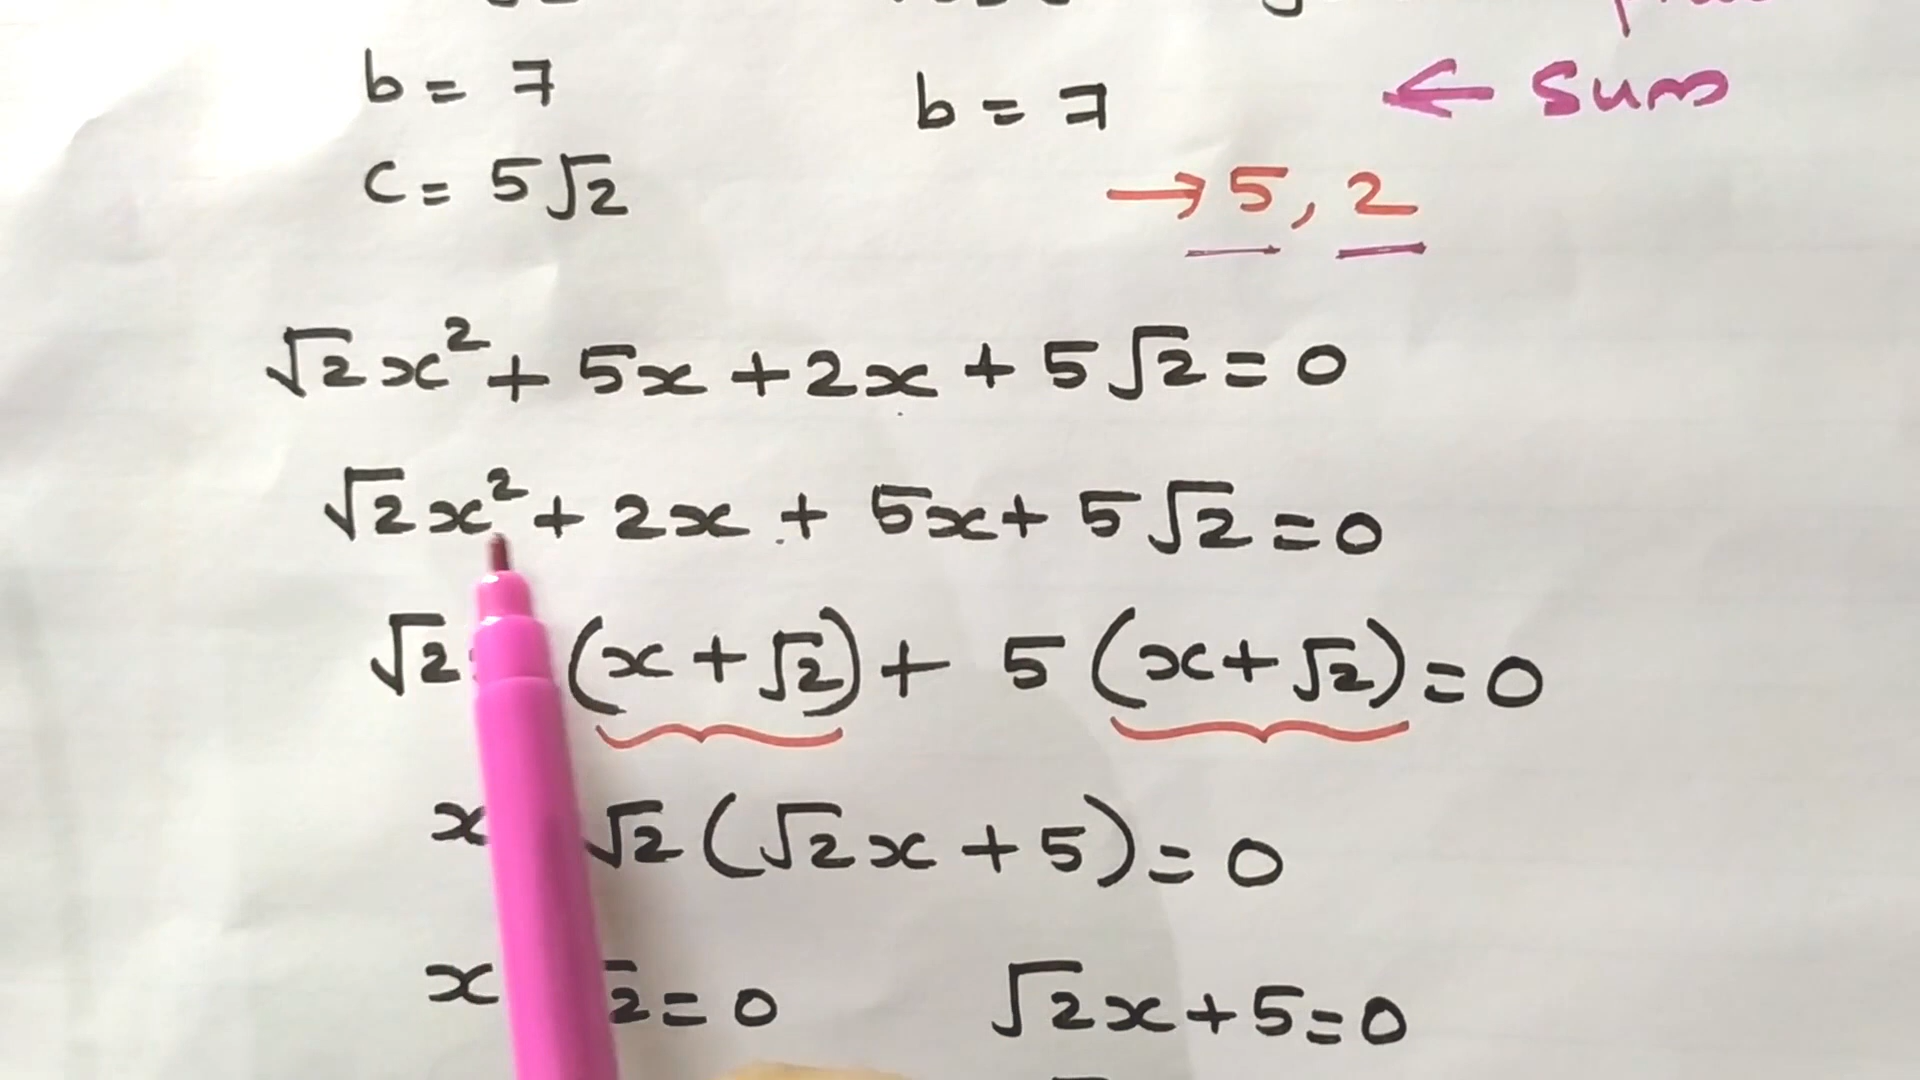 b = 7
b = 7 ← Sum
c = 5√2
→ 5, 2
√2x² + 5x + 2x + 5√2 = 0
√2x² + 2x + 5x + 5√2 = 0
√2 (x + √2) + 5 (x + √2) = 0
x √2 (√2x + 5) = 0
x 2 = 0 √2x + 5 = 0